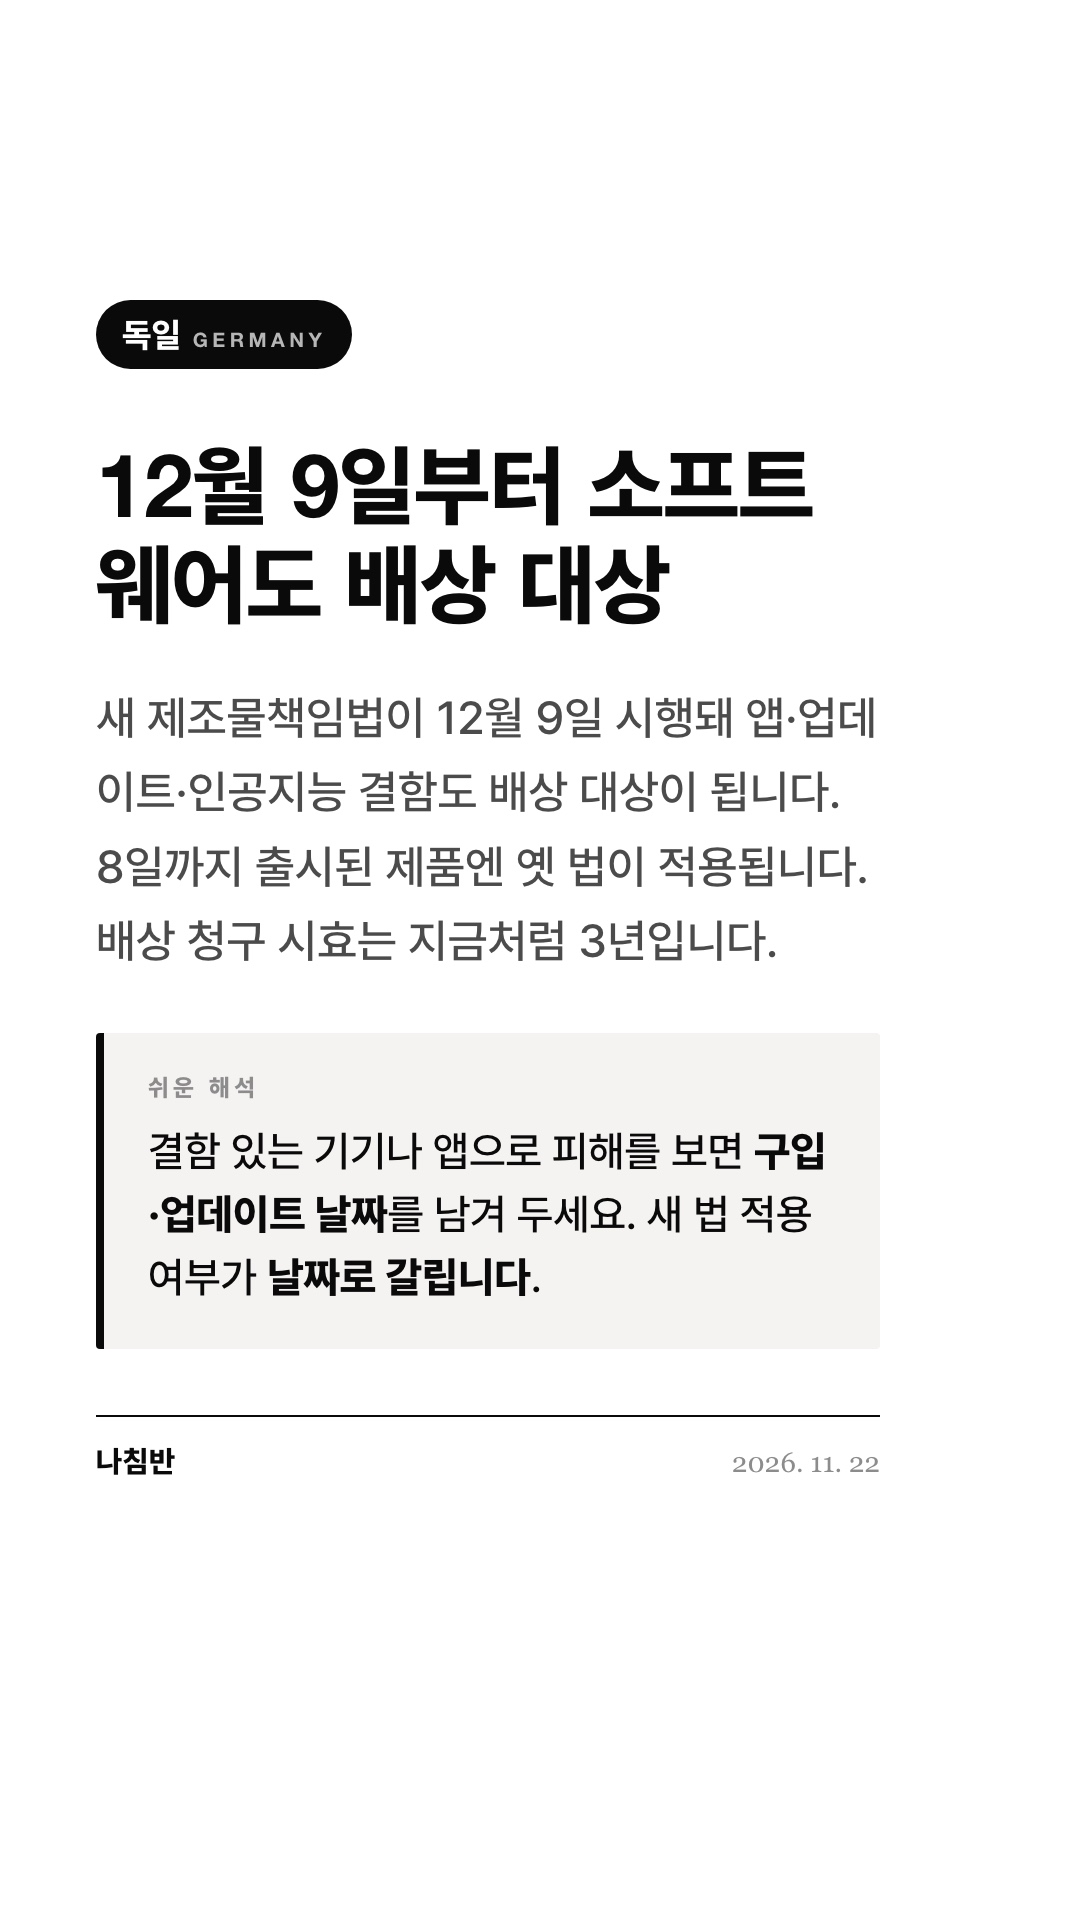 독일 GERMANY
12월 9일부터 소프트
웨어도 배상 대상
새 제조물책임법이 12월 9일 시행돼 앱·업데
이트·인공지능 결함도 배상 대상이 됩니다.
8일까지 출시된 제품엔 옛 법이 적용됩니다.
배상 청구 시효는 지금처럼 3년입니다.
쉬운 해석
결함 있는 기기나 앱으로 피해를 보면 구입
·업데이트 날짜를 남겨 두세요. 새 법 적용
여부가 날짜로 갈립니다.
나침반
2026. 11. 22